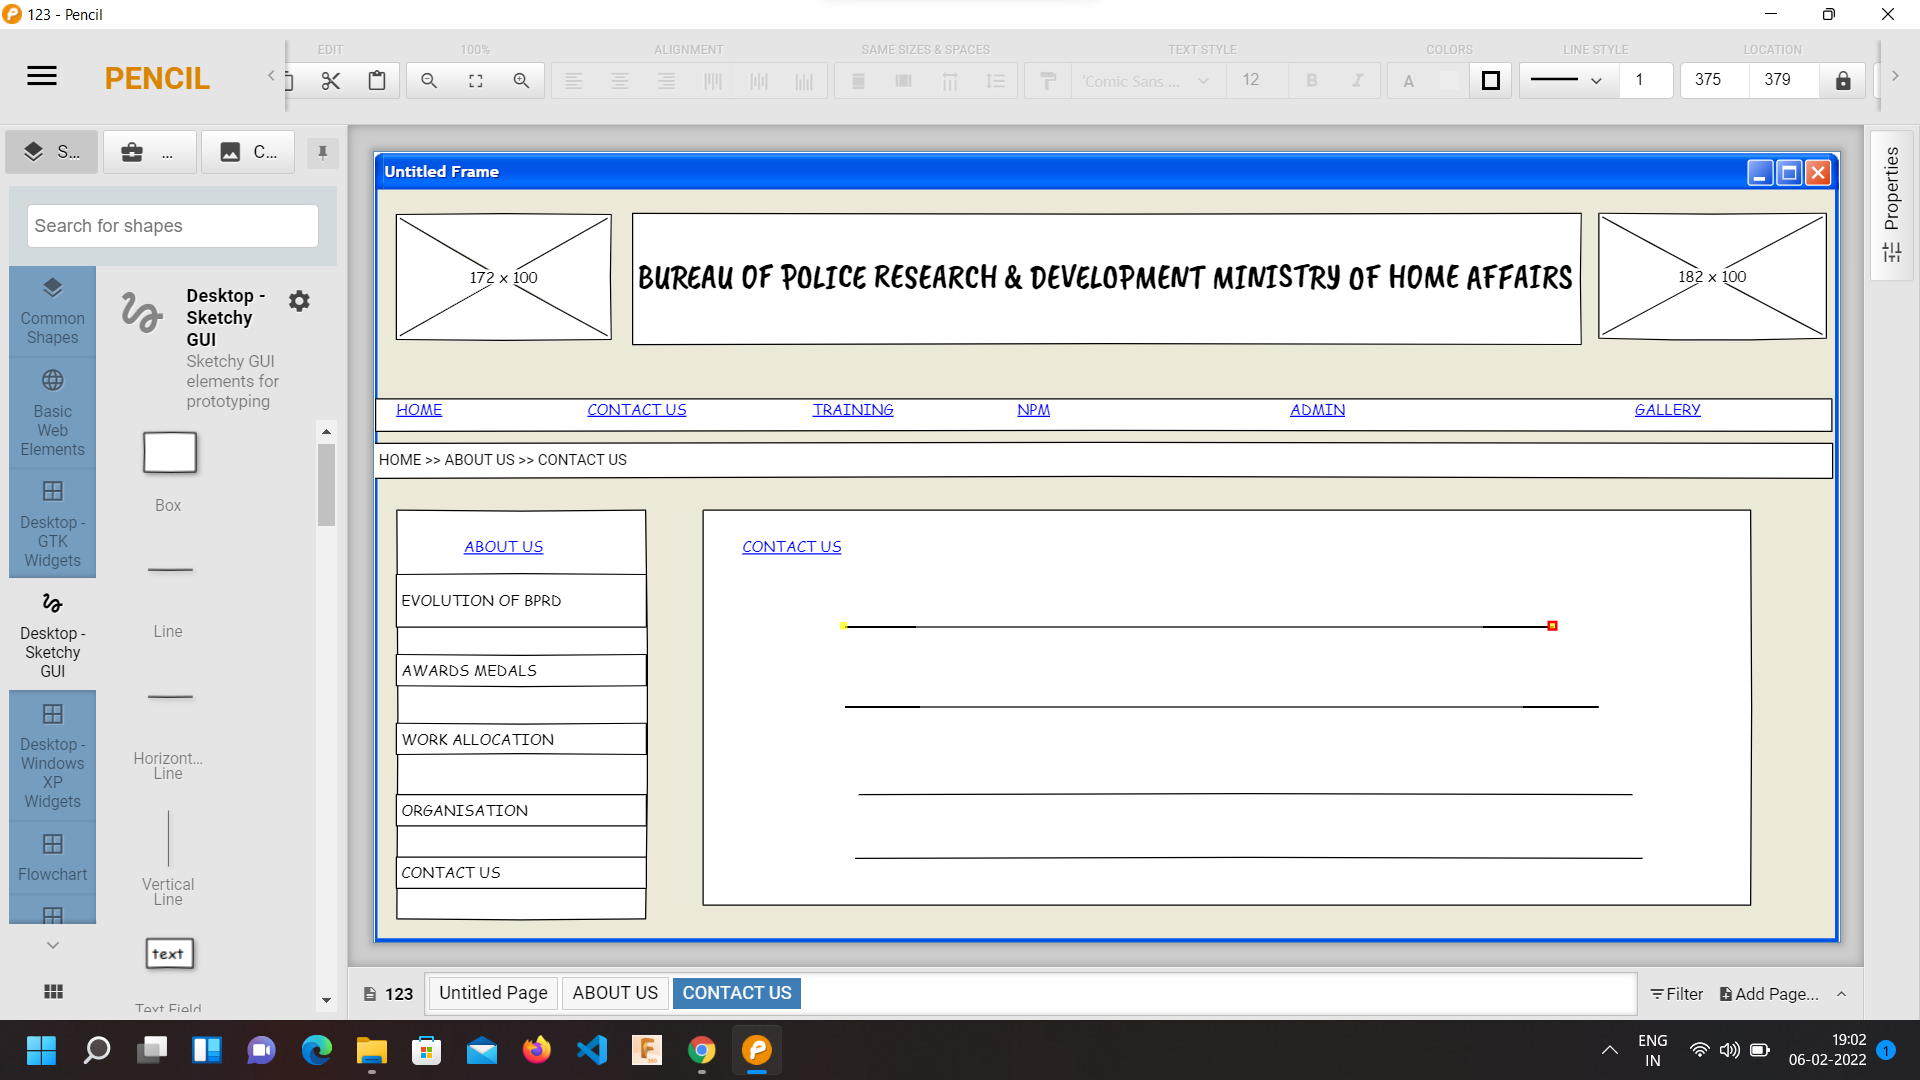 123 - Pencil
EDIT 100% ALIGNMENT SAME SIZES & SPACES TEXT STYLE COLORS LINE STYLE LOCATION
PENCIL
'Comic Sans ... 12 B I A 1 375 379
S... ... C...
Search for shapes
Common
Shapes
Basic
Web
Elements
Desktop -
GTK
Widgets
Desktop -
Sketchy
GUI
Desktop -
Windows
XP
Widgets
Flowchart
Desktop -
Sketchy
GUI
Sketchy GUI
elements for
prototyping
Box
Line
Horizont...
Line
Vertical
Line
text
Text Field
Untitled Frame
172 x 100
BUREAU OF POLICE RESEARCH & DEVELOPMENT MINISTRY OF HOME AFFAIRS
182 x 100
HOME CONTACT US TRAINING NPM ADMIN GALLERY
HOME >> ABOUT US >> CONTACT US
ABOUT US
EVOLUTION OF BPRD
AWARDS MEDALS
WORK ALLOCATION
ORGANISATION
CONTACT US
CONTACT US
Properties
123 Untitled Page ABOUT US CONTACT US Filter Add Page...
ENG
IN
19:02
06-02-2022
1